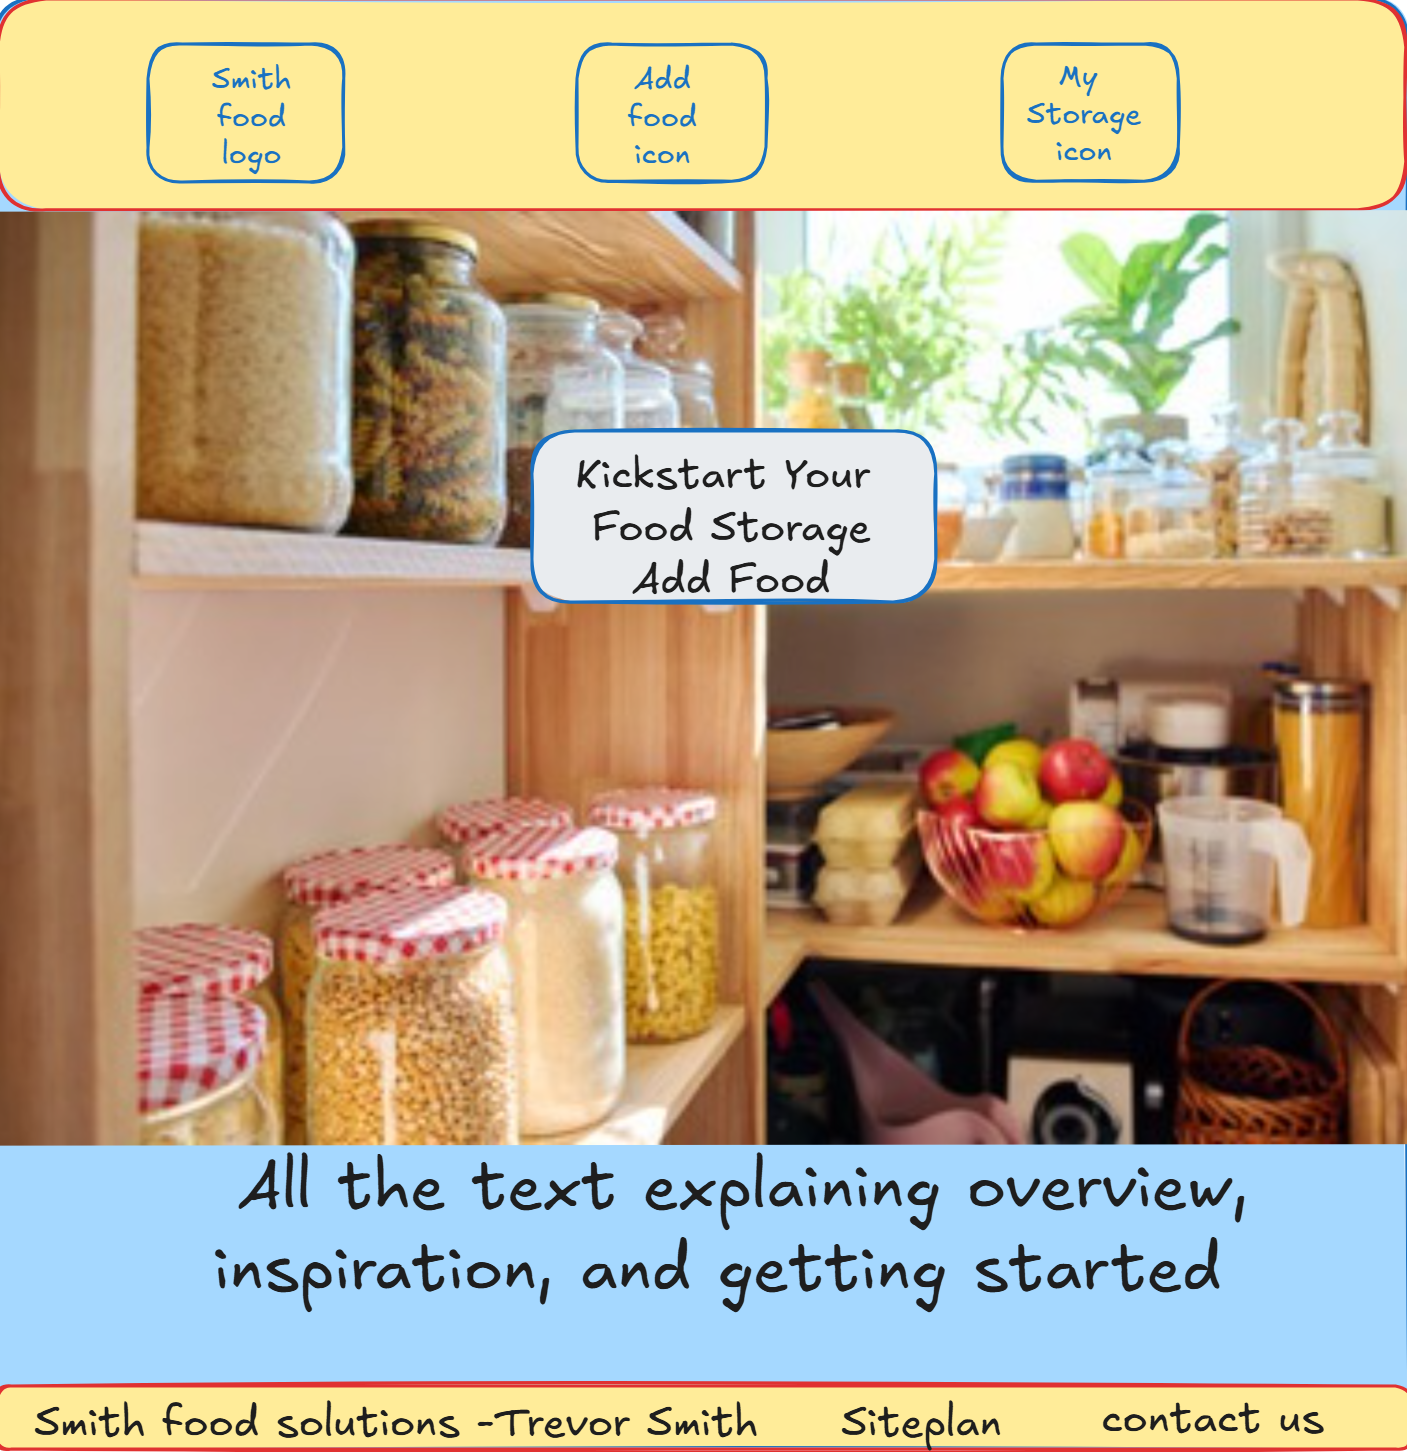 Smith
food
logo
Add
food
icon
My
Storage
icon
Kickstart Your
Food Storage
Add Food
All the text explaining overview,
inspiration, and getting started
Smith food solutions -Trevor Smith
Siteplan
contact us